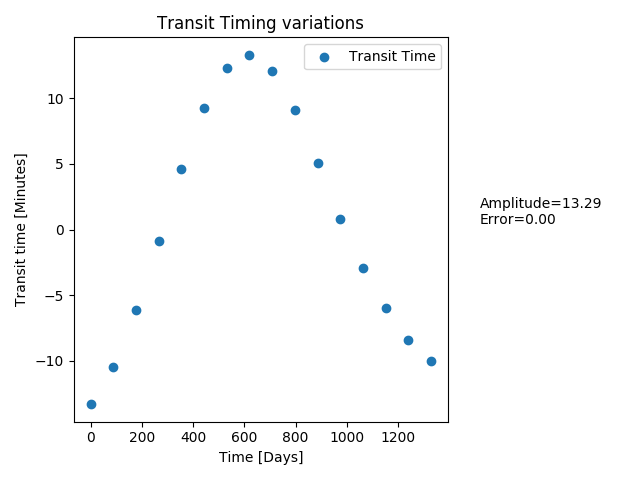 Transit Timing variations
Transit Time
Transit time [Minutes]
10
5
0
−5
−10
Amplitude=13.29
Error=0.00
0 200 400 600 800 1000 1200
Time [Days]